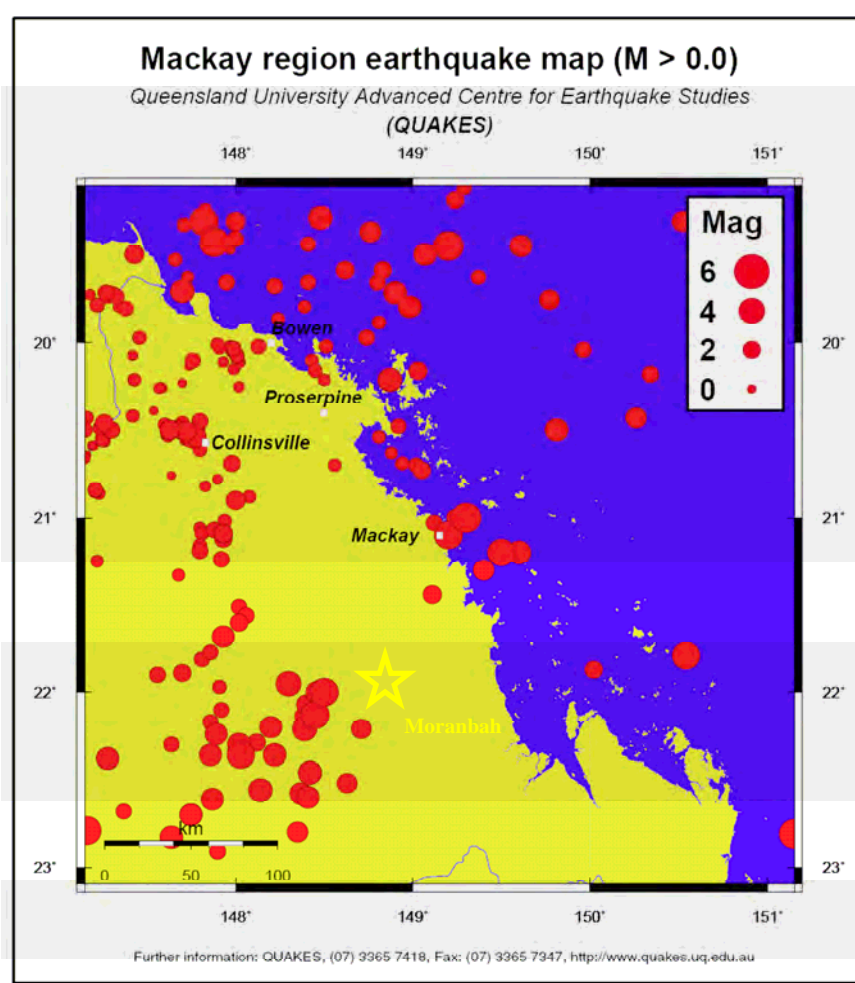 Mackay region earthquake map (M > 0.0)
Queensland University Advanced Centre for Earthquake Studies
(QUAKES)
148° 149° 150° 151°
Mag
6
4
2
0
20° 20°
Bowen
Proserpine
Collinsville
21° 21°
Mackay
22° 22°
Moranbah
km
0 50 100
23° 23°
148° 149° 150° 151°
Further information: QUAKES, (07) 3365 7418, Fax: (07) 3365 7347, http://www.quakes.uq.edu.au